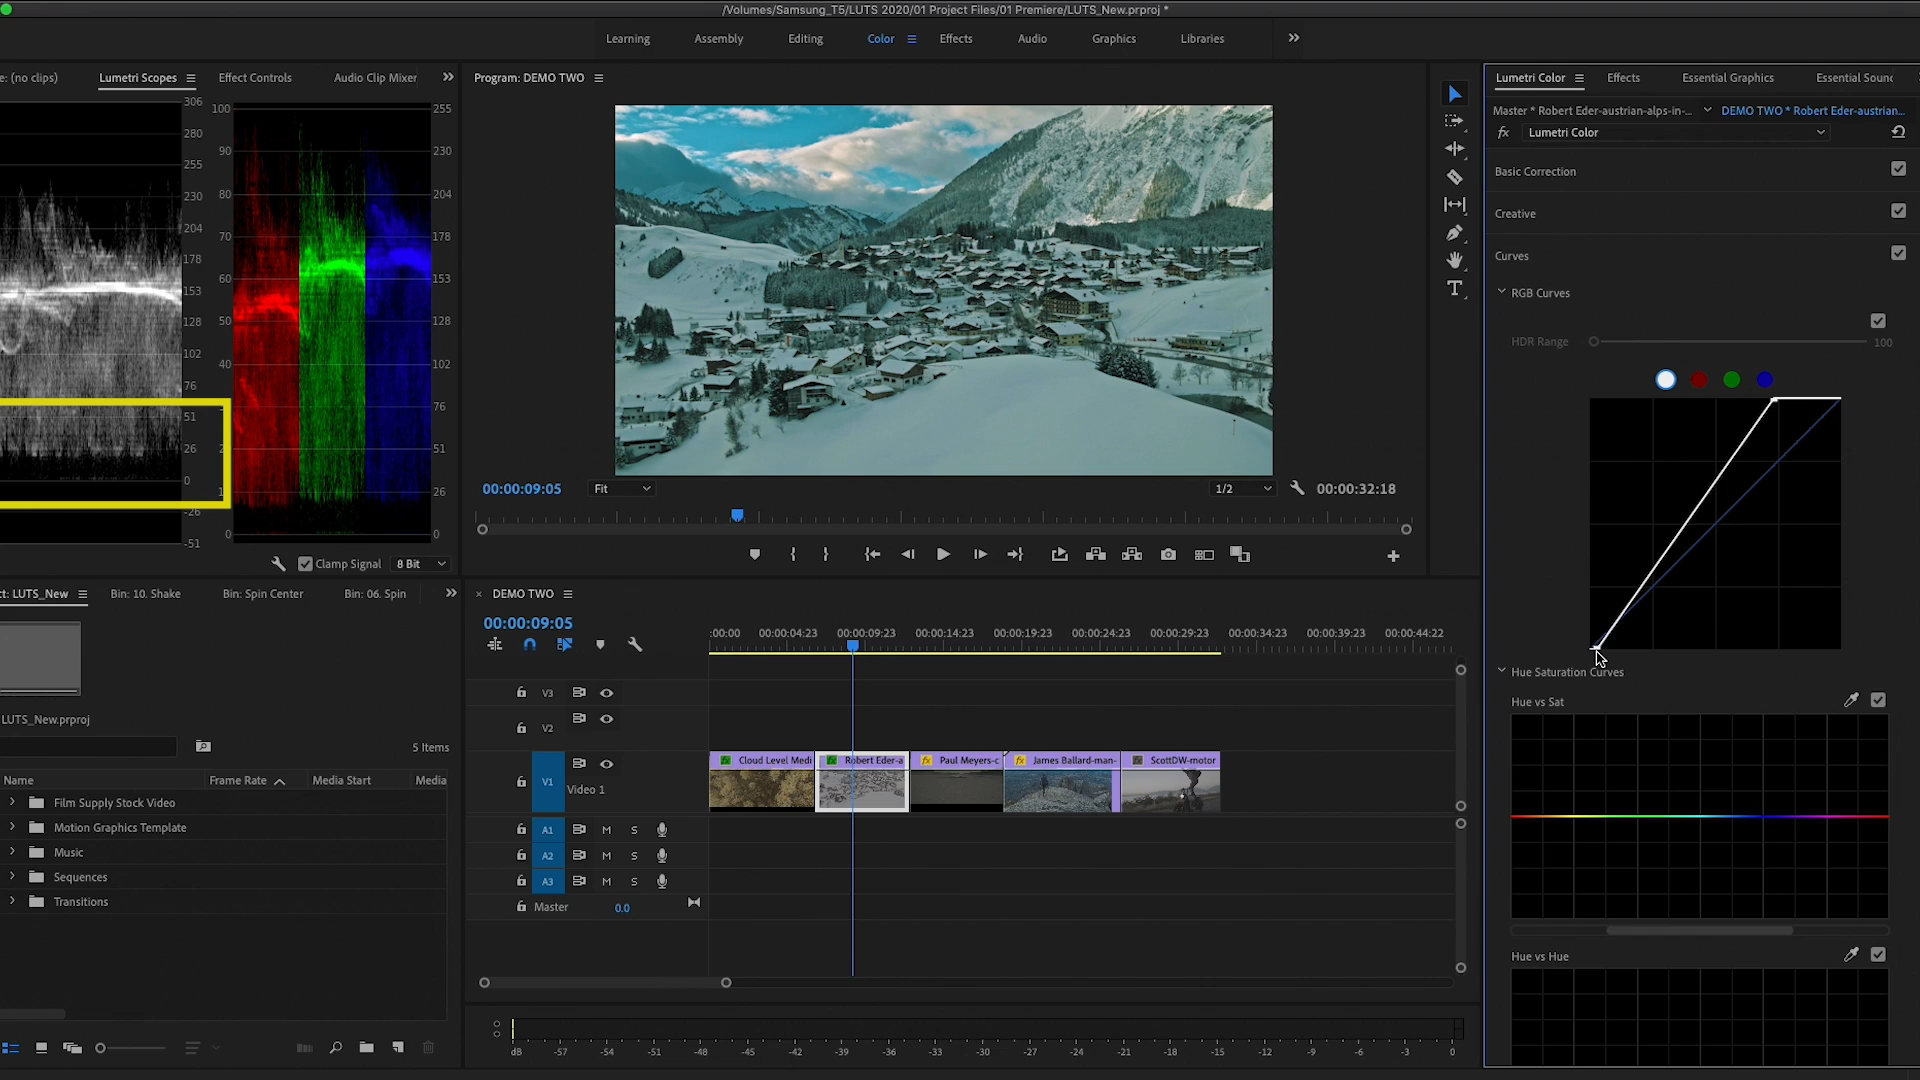 /Volumes/Samsung_T5/LUTS 2020/01 Project Files/01 Premiere/LUTS_New.prproj *
Learning Assembly Editing Color Effects Audio Graphics Libraries
e: (no clips) Lumetri Scopes Effect Controls Audio Clip Mixer
Program: DEMO TWO
Lumetri Color Effects Essential Graphics Essential Sound
Master * Robert Eder-austrian-alps-in-... DEMO TWO * Robert Eder-austrian...
fx Lumetri Color
Basic Correction
Creative
Curves
RGB Curves
HDR Range 100
306 100 255
280
255 90 230
230 80 204
204 70 178
178 60 153
153
128 50 128
102 40 102
76 76
51
26 51
0 26
-26
-51 0 0
Clamp Signal 8 Bit
00:00:09:05 Fit 1/2 00:00:32:18
t: LUTS_New Bin: 10. Shake Bin: Spin Center Bin: 06. Spin
LUTS_New.prproj
5 Items
Name Frame Rate Media Start Media
Film Supply Stock Video
Motion Graphics Template
Music
Sequences
Transitions
× DEMO TWO
00:00:09:05
:00:00 00:00:04:23 00:00:09:23 00:00:14:23 00:00:19:23 00:00:24:23 00:00:29:23 00:00:34:23 00:00:39:23 00:00:44:22
V3
V2
V1 Video 1
fx Cloud Level Medi fx Robert Eder-a fx Paul Meyers-c fx James Ballard-man- fx ScottDW-motor
A1 M S
A2 M S
A3 M S
Master 0.0
dB -57 -54 -51 -48 -45 -42 -39 -36 -33 -30 -27 -24 -21 -18 -15 -12 -9 -6 -3 0
Hue Saturation Curves
Hue vs Sat
Hue vs Hue